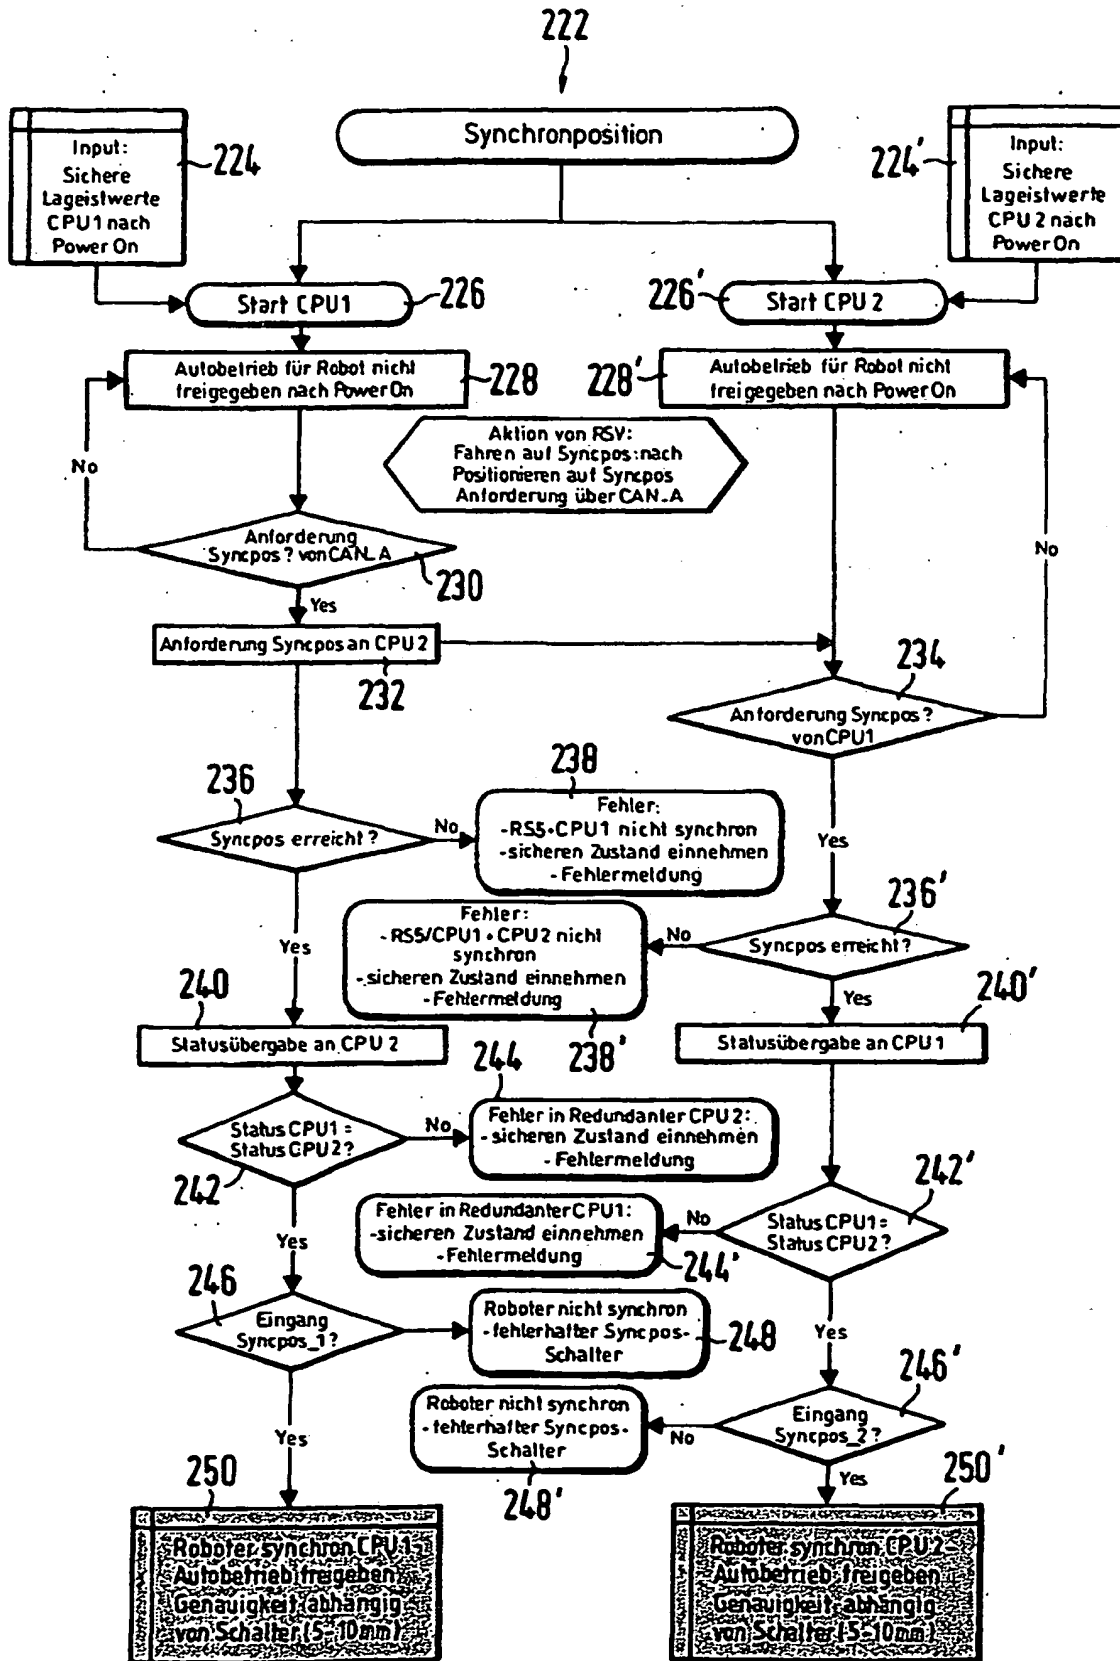 222
Synchronposition
Input:
Sichere
Lageistwerte
CPU1 nach
Power On
224
224'
Input:
Sichere
Lageistwerte
CPU 2 nach
Power On
Start CPU1
226
226'
Start CPU 2
Autobetrieb für Robot nicht
freigegeben nach Power On
228
228'
Autobetrieb für Robot nicht
freigegeben nach Power On
Aktion von RSV:
Fahren auf Syncpos:nach
Positionieren auf Syncpos
Anforderung über CAN_A
No
No
Anforderung
Syncpos? von CAN_A
230
Yes
Anforderung Syncpos an CPU 2
232
234
Anforderung Syncpos?
von CPU1
236
Syncpos erreicht?
No
238
Fehler:
-RS5+CPU1 nicht synchron
-sicheren Zustand einnehmen
-Fehlermeldung
Yes
236'
Syncpos erreicht?
No
Fehler:
-RS5/CPU1+CPU2 nicht
synchron
-sicheren Zustand einnehmen
-Fehlermeldung
238'
Yes
Yes
240
Statusübergabe an CPU 2
240'
Statusübergabe an CPU 1
Status CPU1 =
Status CPU2?
242
No
244
Fehler in Redundanter CPU 2:
-sicheren Zustand einnehmen
-Fehlermeldung
242'
Status CPU1 =
Status CPU2?
No
Fehler in Redundanter CPU1:
-sicheren Zustand einnehmen
-Fehlermeldung
244'
Yes
246
Eingang
Syncpos_1?
Roboter nicht synchron
-fehlerhafter Syncpos-
Schalter
248
Yes
246'
Eingang
Syncpos_2?
No
Roboter nicht synchron
-fehlerhafter Syncpos-
Schalter
248'
Yes
Yes
250
Roboter synchron CPU 1-
Autobetrieb freigeben
Genauigkeit abhängig
von Schalter (5-10mm)
250'
Roboter synchron CPU 2
Autobetrieb freigeben
Genauigkeit abhängig
von Schalter (5-10mm)